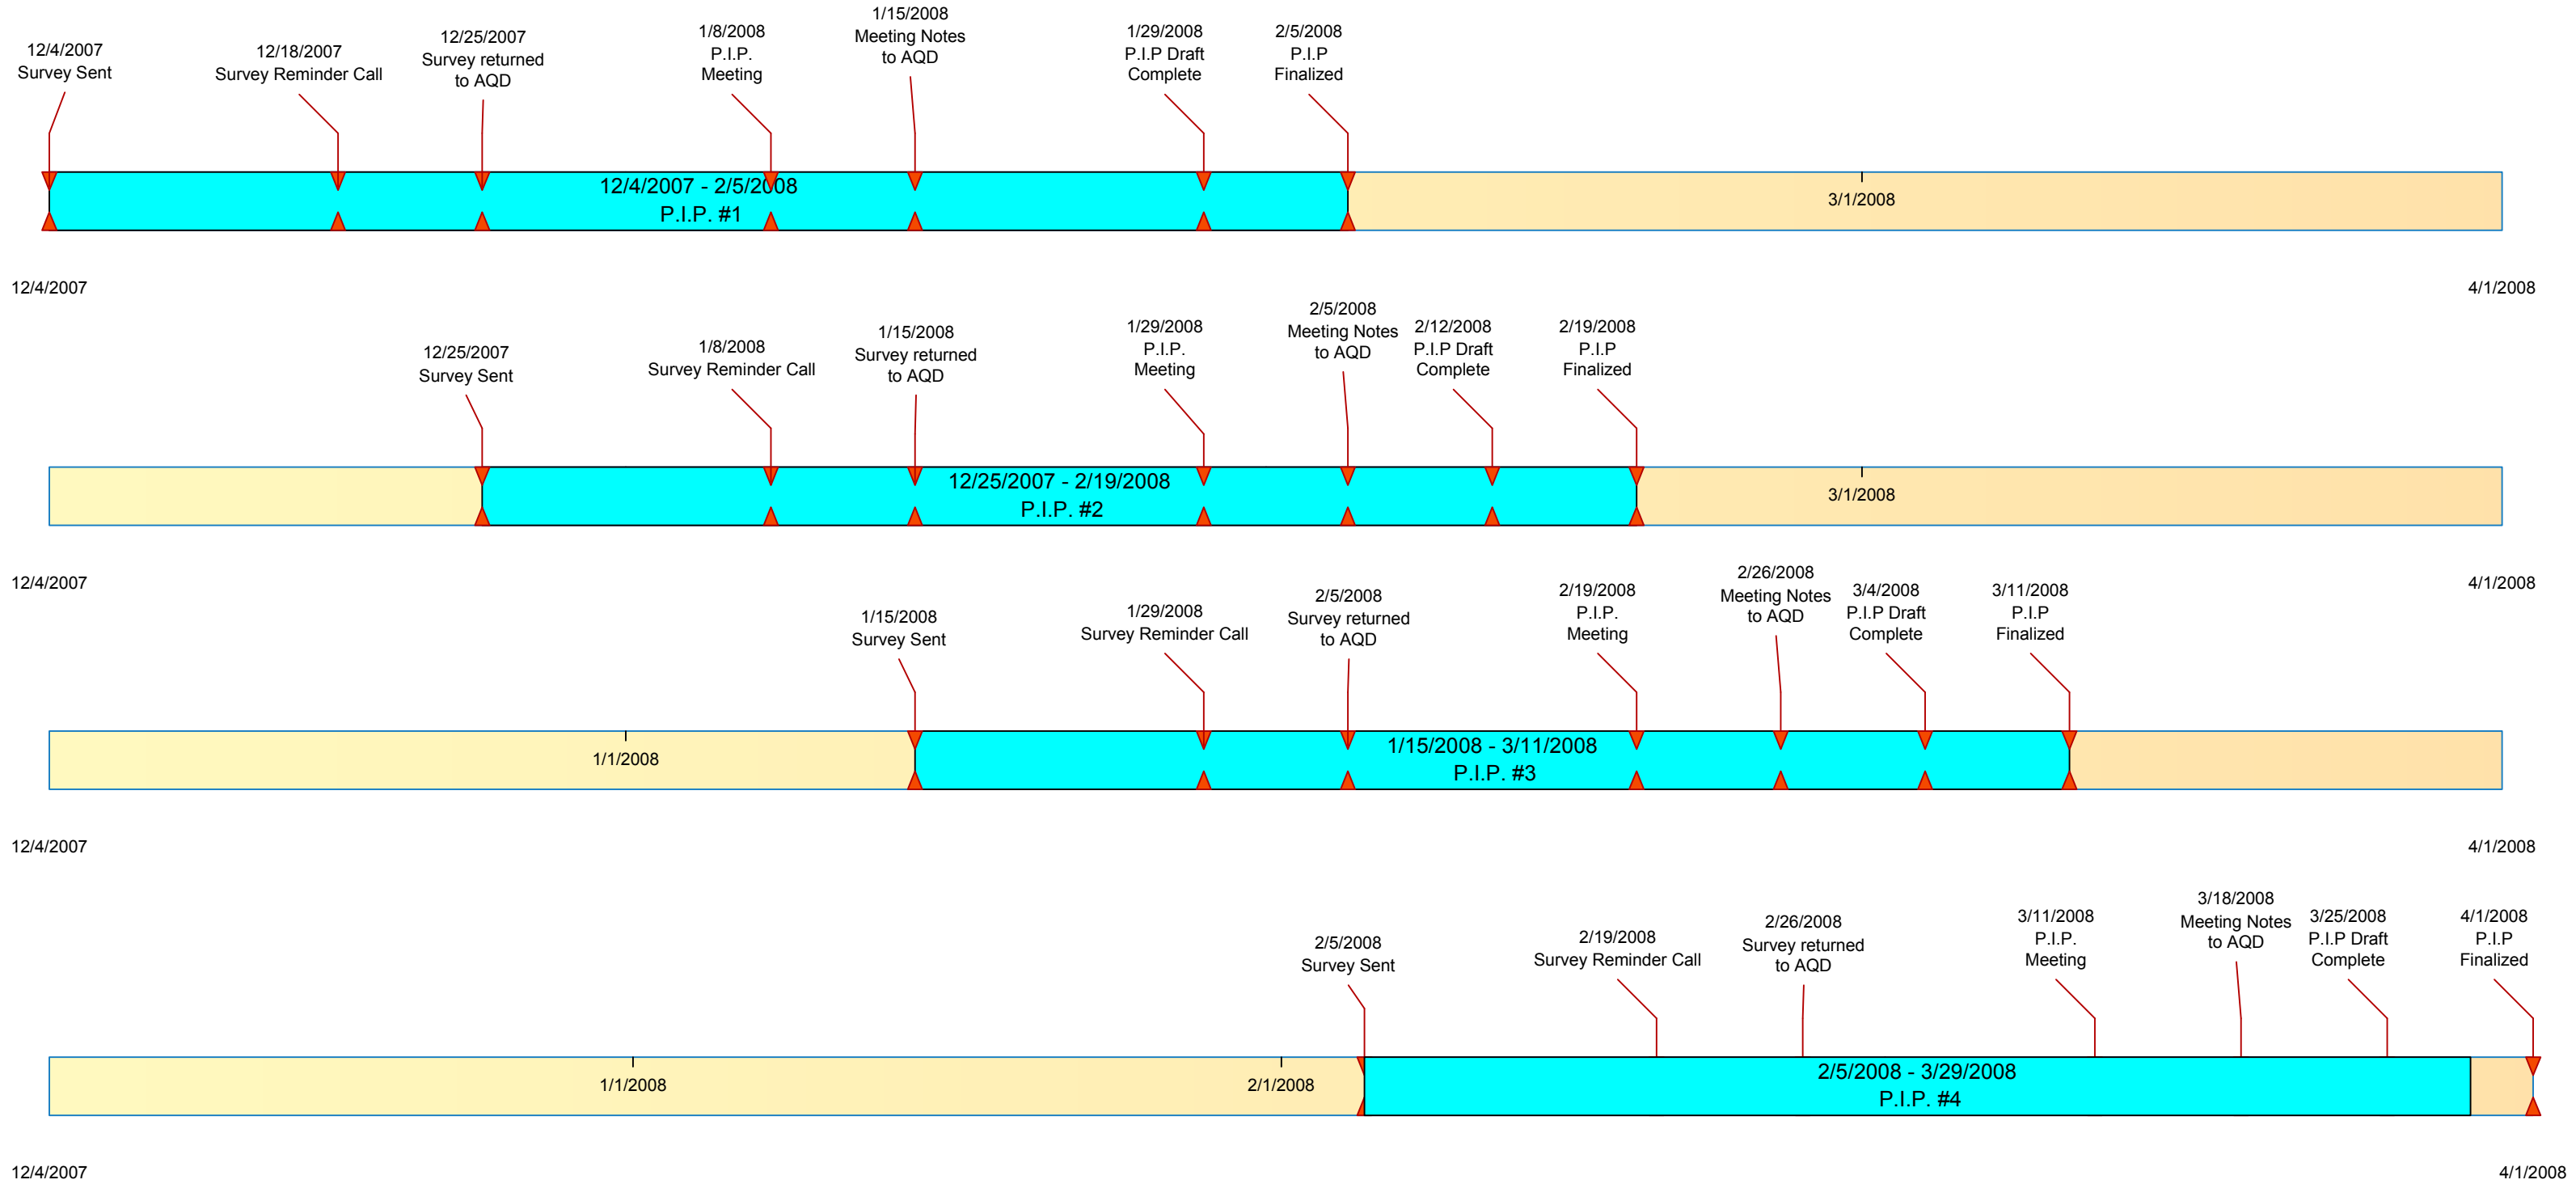 12/4/2007
Survey Sent
12/18/2007
Survey Reminder Call
12/25/2007
Survey returned
to AQD
1/8/2008
P.I.P.
Meeting
1/15/2008
Meeting Notes
to AQD
1/29/2008
P.I.P Draft
Complete
2/5/2008
P.I.P
Finalized
12/4/2007 - 2/5/2008
P.I.P. #1
3/1/2008
12/4/2007
4/1/2008
12/25/2007
Survey Sent
1/8/2008
Survey Reminder Call
1/15/2008
Survey returned
to AQD
1/29/2008
P.I.P.
Meeting
2/5/2008
Meeting Notes
to AQD
2/12/2008
P.I.P Draft
Complete
2/19/2008
P.I.P
Finalized
12/25/2007 - 2/19/2008
P.I.P. #2
3/1/2008
12/4/2007
4/1/2008
1/15/2008
Survey Sent
1/29/2008
Survey Reminder Call
2/5/2008
Survey returned
to AQD
2/19/2008
P.I.P.
Meeting
2/26/2008
Meeting Notes
to AQD
3/4/2008
P.I.P Draft
Complete
3/11/2008
P.I.P
Finalized
1/1/2008
1/15/2008 - 3/11/2008
P.I.P. #3
12/4/2007
4/1/2008
2/5/2008
Survey Sent
2/19/2008
Survey Reminder Call
2/26/2008
Survey returned
to AQD
3/11/2008
P.I.P.
Meeting
3/18/2008
Meeting Notes
to AQD
3/25/2008
P.I.P Draft
Complete
4/1/2008
P.I.P
Finalized
1/1/2008
2/1/2008
2/5/2008 - 3/29/2008
P.I.P. #4
12/4/2007
4/1/2008